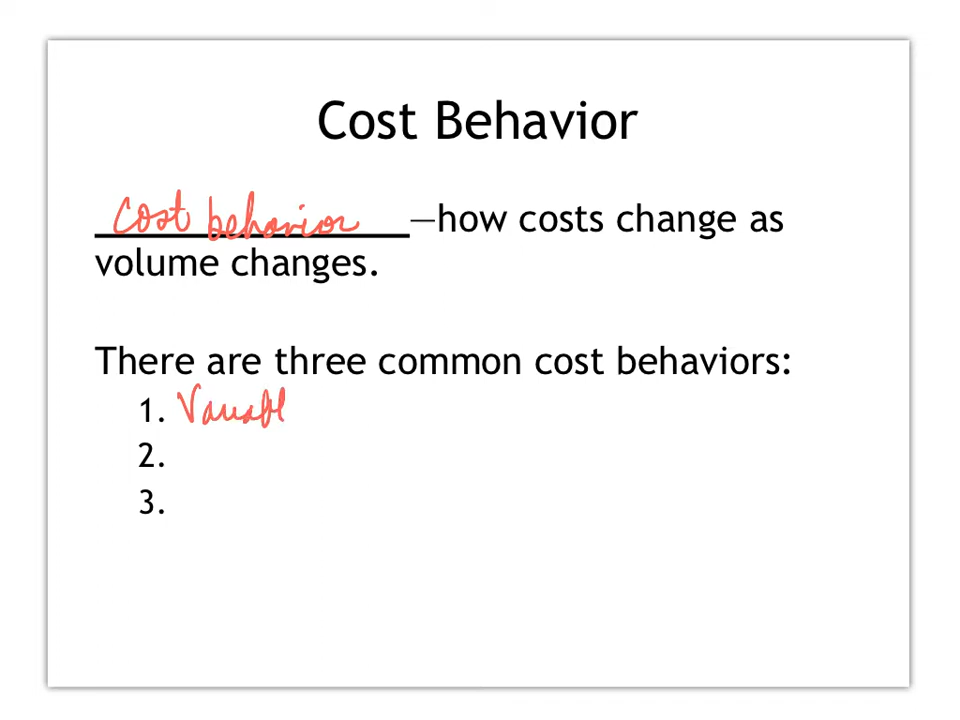 Cost Behavior
Cost behavior—how costs change as
volume changes.
There are three common cost behaviors:
1. Variabl
2.
3.